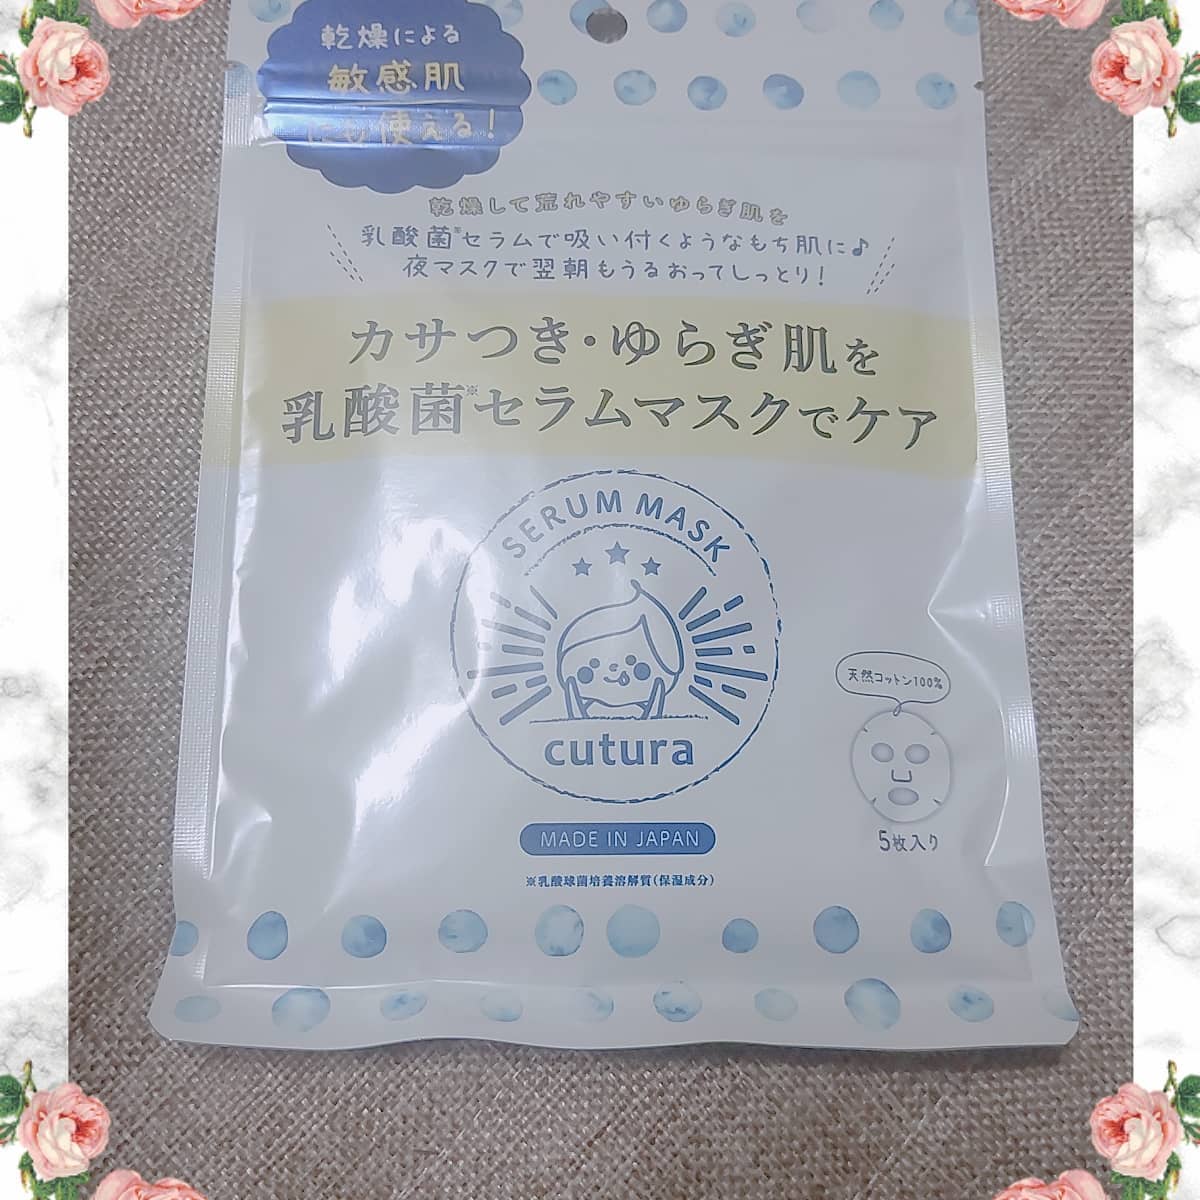 乾燥による
敏感肌
にも使える!
乾燥して荒れやすいゆらぎ肌を
乳酸菌※セラムで吸い付くようなもち肌に♪
夜マスクで翌朝もうるおってしっとり!
カサつき・ゆらぎ肌を
乳酸菌※セラムマスクでケア
SERUM MASK
cutura
天然コットン100%
5枚入り
MADE IN JAPAN
※乳酸球菌培養溶解質(保湿成分)